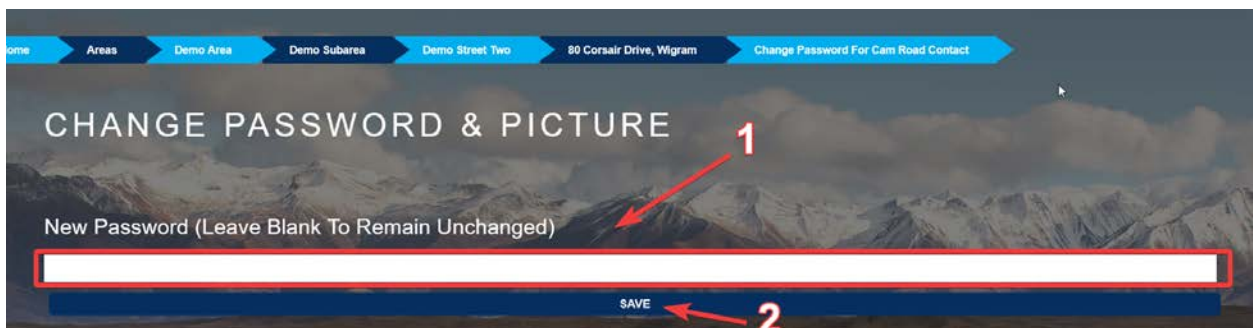 Areas Demo Area Demo Subarea Demo Street Two 80 Corsair Drive, Wigram Change Password For Cam Road Contact
CHANGE PASSWORD & PICTURE
1
New Password (Leave Blank To Remain Unchanged)
SAVE
2